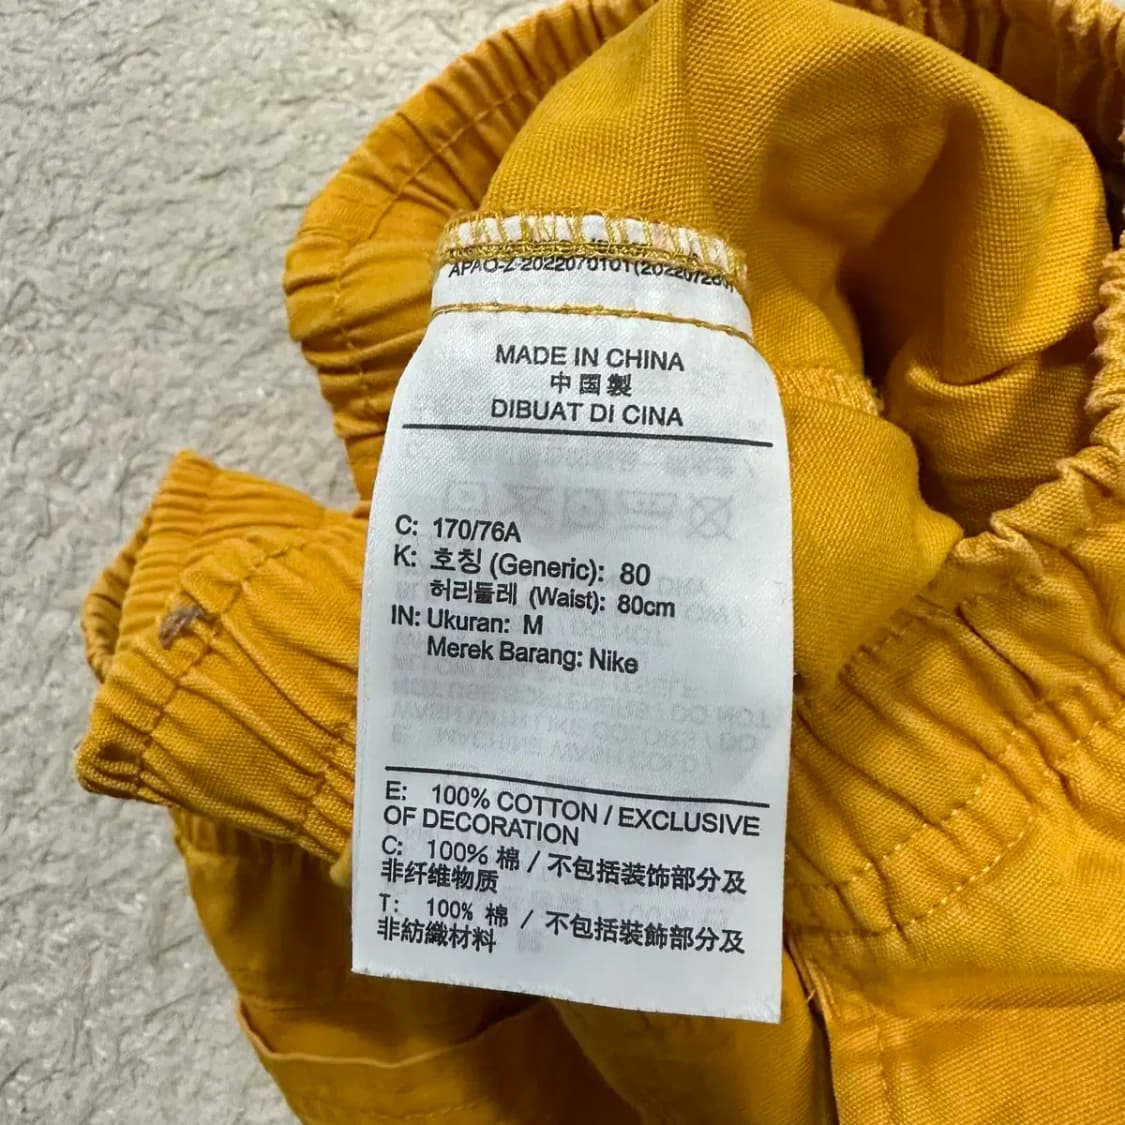 APAO-Z-2022070101(20220728
MADE IN CHINA
中国製
DIBUAT DI CINA
C: 170/76A
K: 호칭 (Generic): 80
허리둘레 (Waist): 80cm
IN: Ukuran: M
Merek Barang: Nike
E: 100% COTTON / EXCLUSIVE
OF DECORATION
C: 100% 棉 / 不包括装饰部分及
非纤维物质
T: 100% 棉 / 不包括裝飾部分及
非紡織材料